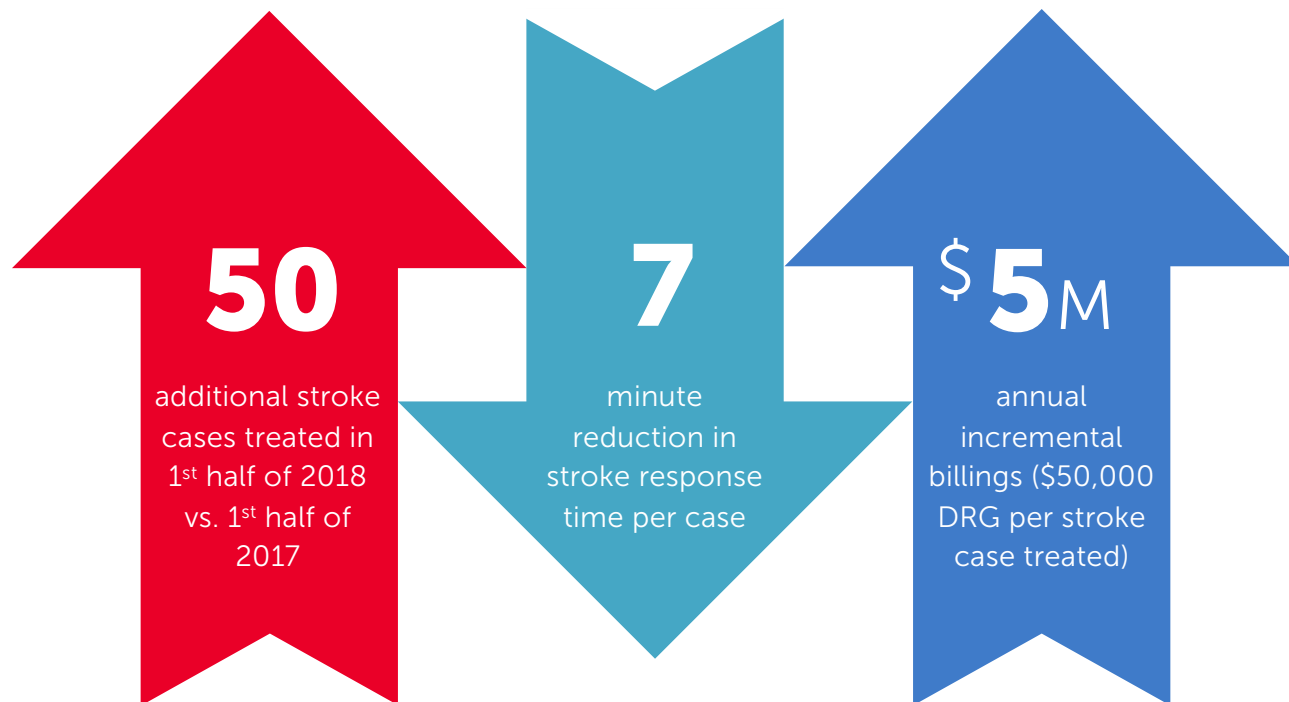 50
additional stroke
cases treated in
1st half of 2018
vs. 1st half of
2017
7
minute
reduction in
stroke response
time per case
$5M
annual
incremental
billings ($50,000
DRG per stroke
case treated)